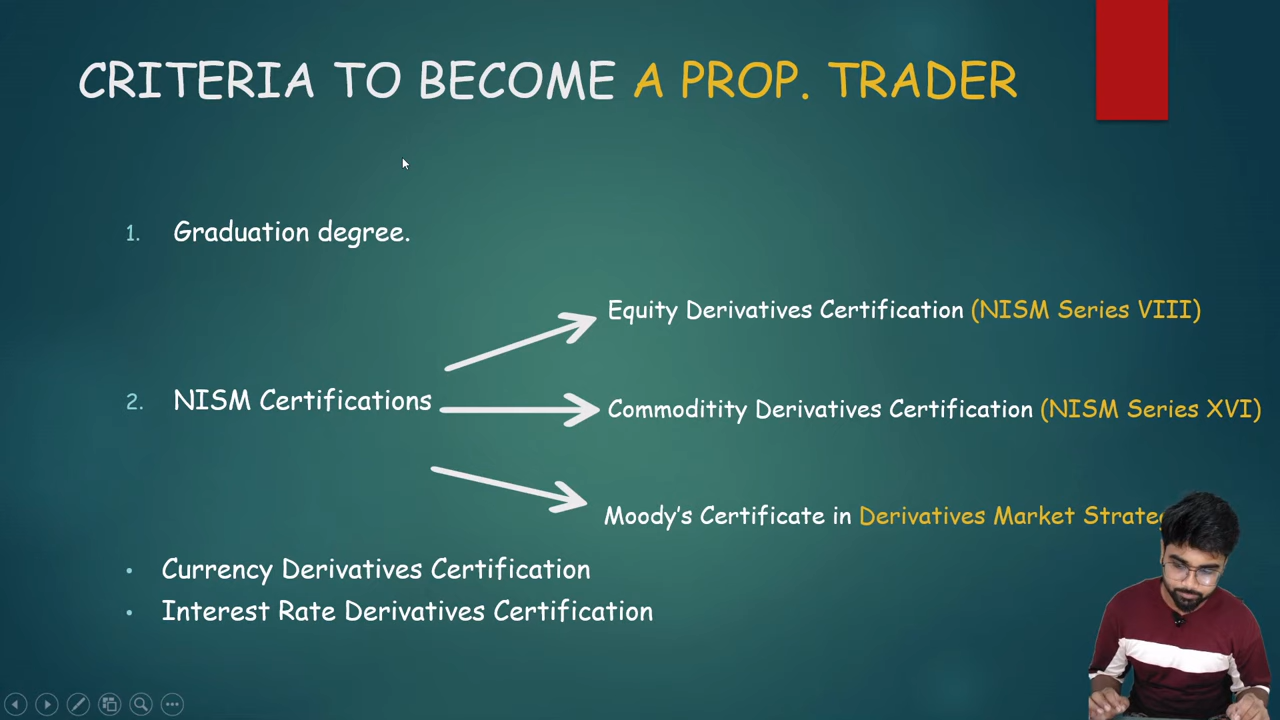 CRITERIA TO BECOME A PROP. TRADER
1. Graduation degree.
Equity Derivatives Certification (NISM Series VIII)
2. NISM Certifications
Commoditity Derivatives Certification (NISM Series XVI)
Moody's Certificate in Derivatives Market
• Currency Derivatives Certification
• Interest Rate Derivatives Certification